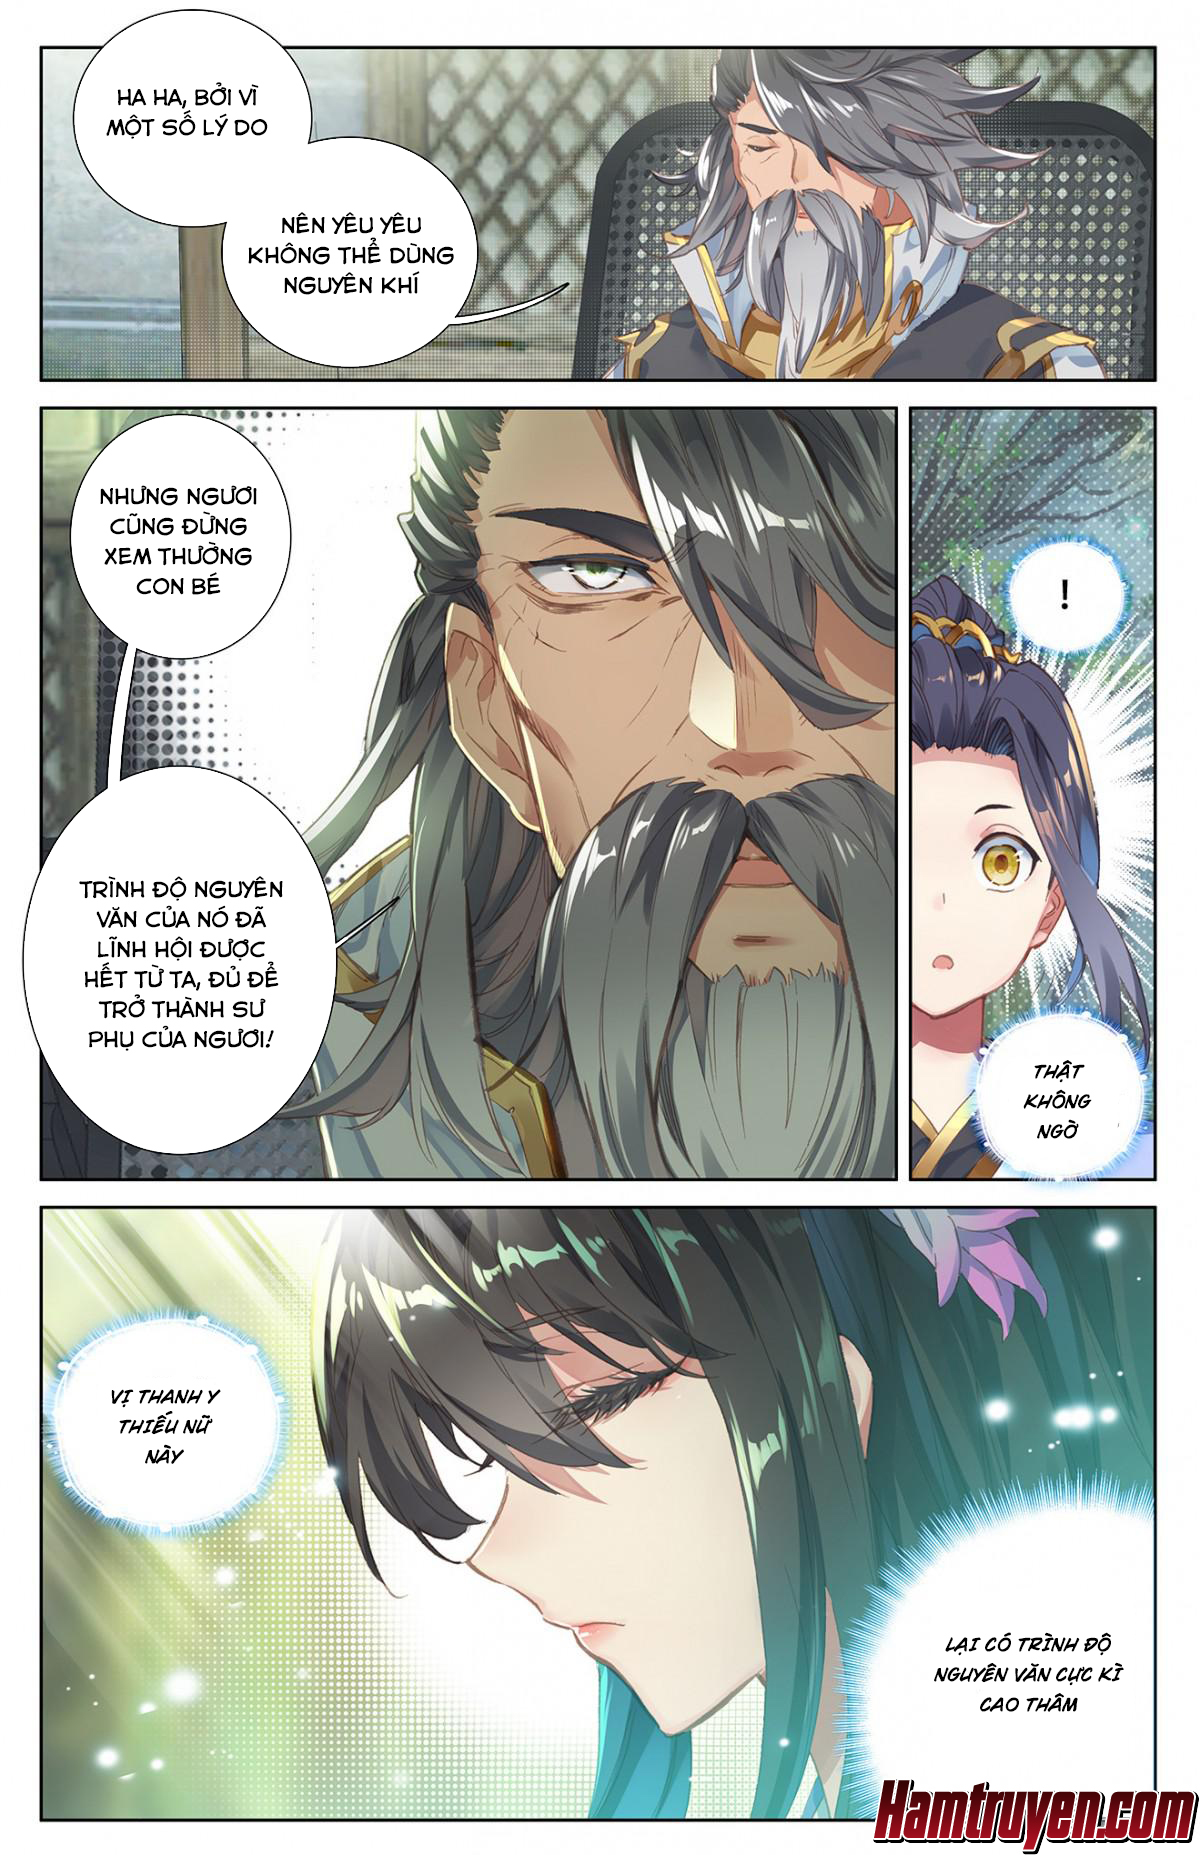 HA HA, BỞI VÌ
MỘT SỐ LÝ DO
NÊN YÊU YÊU
KHÔNG THỂ DÙNG
NGUYÊN KHÍ
NHƯNG NGƯƠI
CŨNG ĐỪNG
XEM THƯỜNG
CON BÉ
TRÌNH ĐỘ NGUYÊN
VĂN CỦA NÓ ĐÃ
LĨNH HỘI ĐƯỢC
HẾT TỪ TA, ĐỦ ĐỂ
TRỞ THÀNH SƯ
PHỤ CỦA NGƯƠI!
!
THẬT
KHÔNG
NGỜ
VỊ THANH Y
THIẾU NỮ
NÀY
LẠI CÓ TRÌNH ĐỘ
NGUYÊN VĂN CỰC KÌ
CAO THÂM
Hamtruyen.com